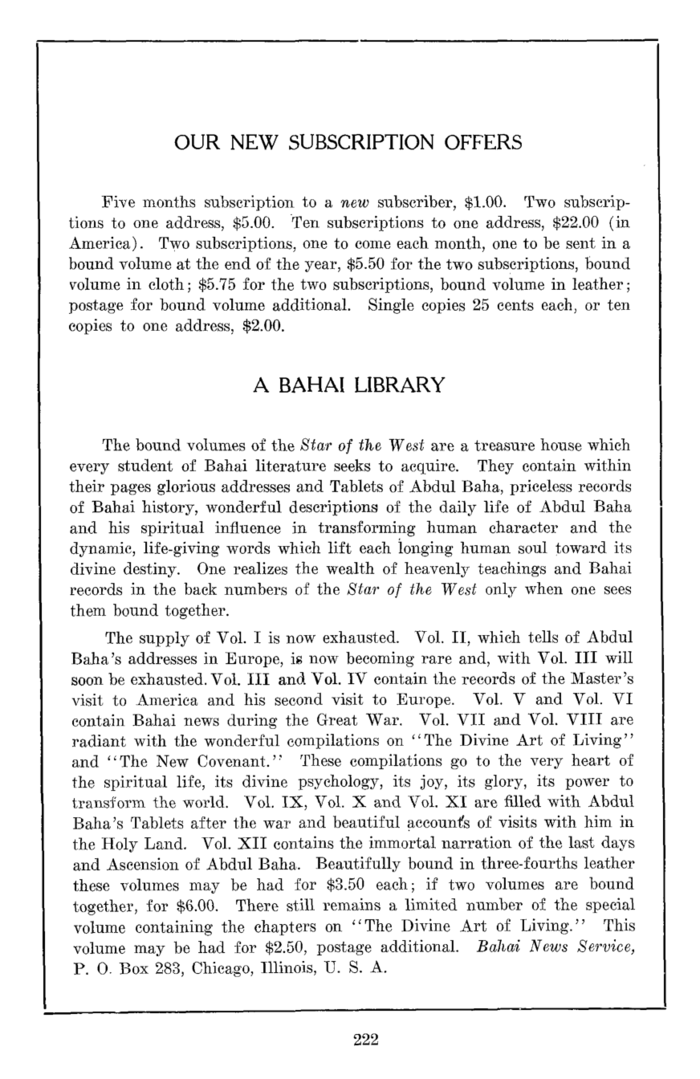 OUR NEW SUBSCRIPTION OFFERS
Five months subscription to a new subscriber, $1.00. Two subscrip-
tions to one address, $5.00. Ten subscriptions to one address, $22.00 (in
America). Two subscriptions, one to come each month, one to be sent in a
bound volume at the end of the year, $5.50 for the two subscriptions, bound
volume in cloth; $5.75 for the two subscriptions, bound volume in leather;
postage for bound volume additional. Single copies 25 cents each, or ten
copies to one address, $2.00.
A BAHAI LIBRARY
The bound volumes of the Star of the West are a treasure house which
every student of Bahai literature seeks to acquire. They contain within
their pages glorious addresses and Tablets of Abdul Baha, priceless records
of Bahai history, wonderful descriptions of the daily life of Abdul Baha
and his spiritual influence in transforming human character and the
dynamic, life-giving words which lift each longing human soul toward its
divine destiny. One realizes the wealth of heavenly teachings and Bahai
records in the back numbers of the Star of the West only when one sees
them bound together.
The supply of Vol. I is now exhausted. Vol. II, which tells of Abdul
Baha's addresses in Europe, is now becoming rare and, with Vol. III will
soon be exhausted. Vol. III and Vol. IV contain the records of the Master's
visit to America and his second visit to Europe. Vol. V and Vol. VI
contain Bahai news during the Great War. Vol. VII and Vol. VIII are
radiant with the wonderful compilations on "The Divine Art of Living"
and "The New Covenant." These compilations go to the very heart of
the spiritual life, its divine psychology, its joy, its glory, its power to
transform the world. Vol. IX, Vol. X and Vol. XI are filled with Abdul
Baha's Tablets after the war and beautiful accounts of visits with him in
the Holy Land. Vol. XII contains the immortal narration of the last days
and Ascension of Abdul Baha. Beautifully bound in three-fourths leather
these volumes may be had for $3.50 each; if two volumes are bound
together, for $6.00. There still remains a limited number of the special
volume containing the chapters on "The Divine Art of Living." This
volume may be had for $2.50, postage additional. Bahai News Service,
P. O. Box 283, Chicago, Illinois, U. S. A.
222